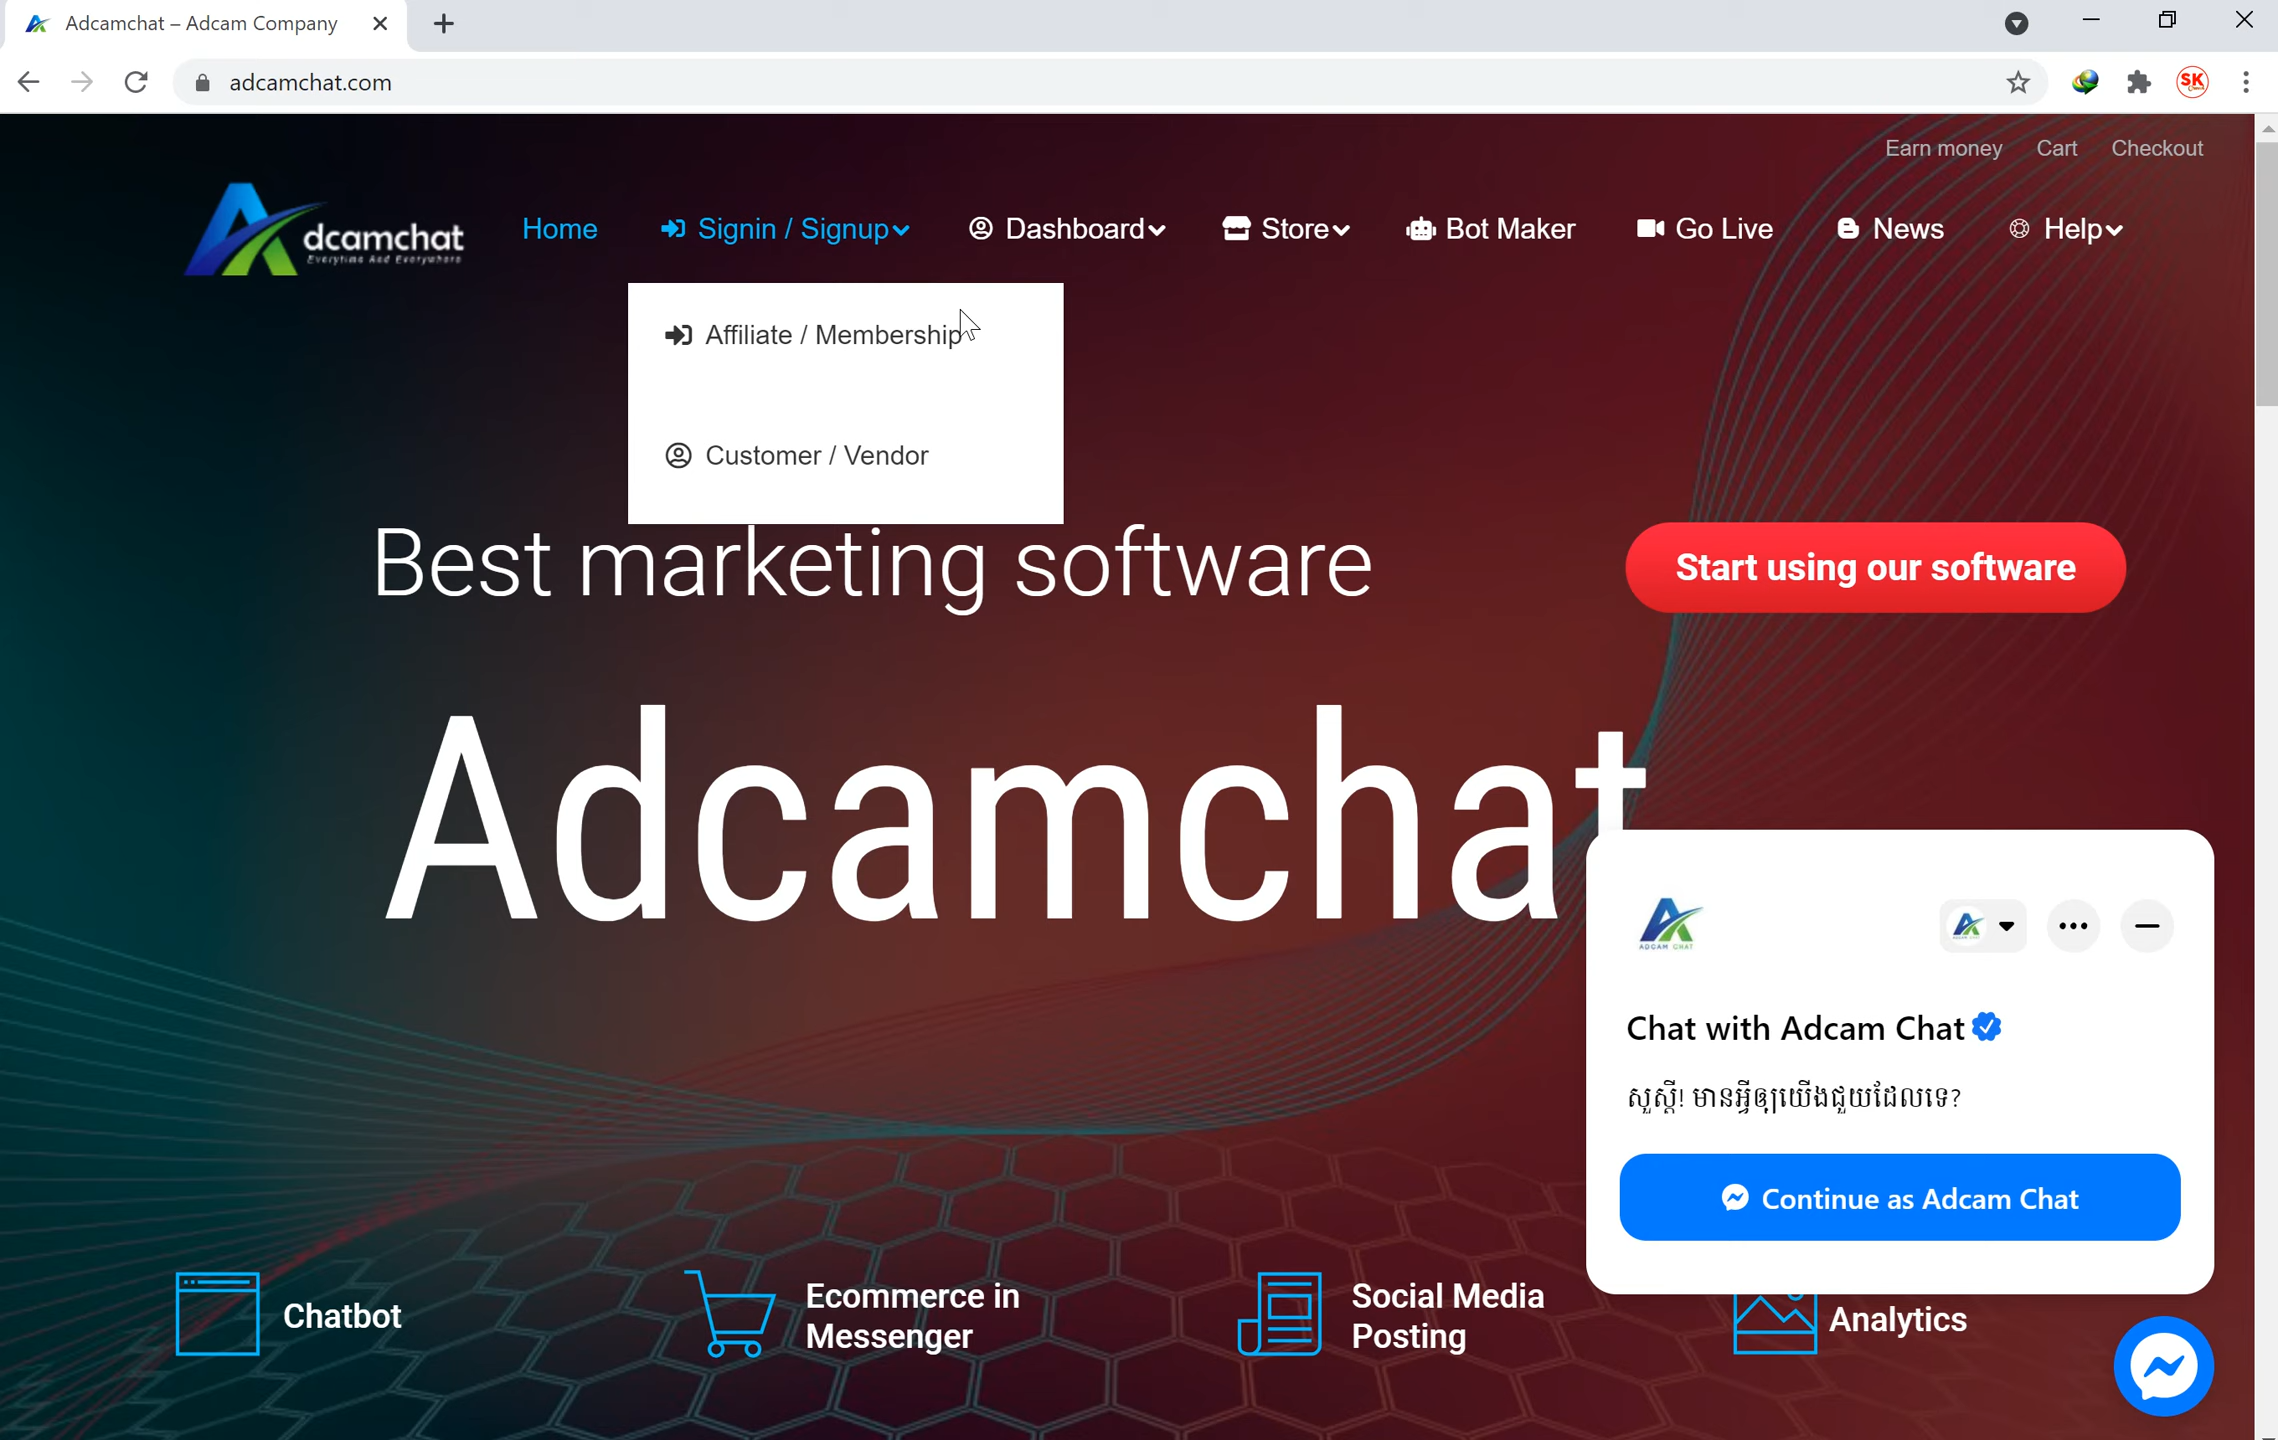 Adcamchat – Adcam Company
adcamchat.com
SK
Earn money Cart Checkout
dcamchat
Everytime And Everywhere
Home Signin / Signup Dashboard Store Bot Maker Go Live News Help
Affiliate / Membership
Customer / Vendor
Best marketing software
Start using our software
Adcamchat
ADCAM CHAT
Chat with Adcam Chat
សួស្តី! មានអ្វីឲ្យយើងជួយដែលទេ?
Continue as Adcam Chat
Chatbot
Ecommerce in
Messenger
Social Media
Posting
Analytics